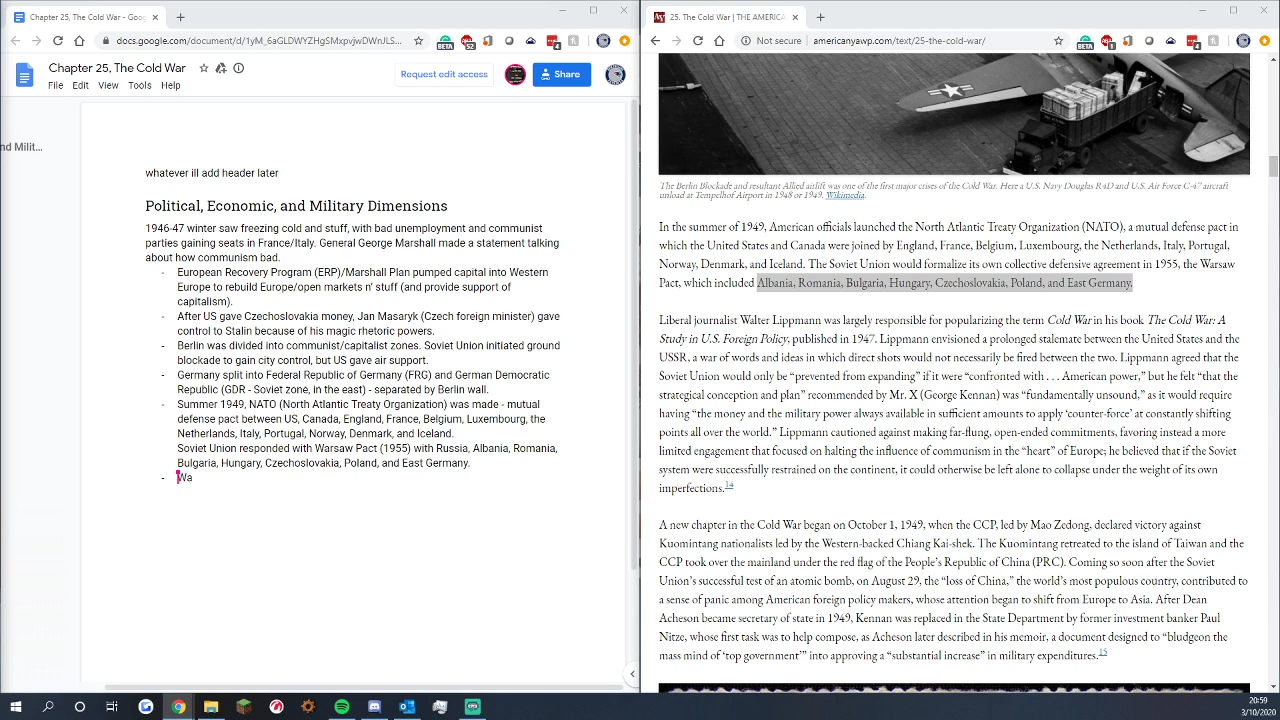 Chapter 25, The Cold War - Goog
docs.google.com/document/d/1yM_6aGLDWYZHgSMxpvjwDWnJLS...
BETA
52
4
Chapter 25, The Cold War
File Edit View Tools Help
Request edit access
Share
nd Milit...
whatever ill add header later
Political, Economic, and Military Dimensions
1946-47 winter saw freezing cold and stuff, with bad unemployment and communist
parties gaining seats in France/Italy. General George Marshall made a statement talking
about how communism bad.
- European Recovery Program (ERP)/Marshall Plan pumped capital into Western
Europe to rebuild Europe/open markets n' stuff (and provide support of
capitalism).
- After US gave Czechoslovakia money, Jan Masaryk (Czech foreign minister) gave
control to Stalin because of his magic rhetoric powers.
- Berlin was divided into communist/capitalist zones. Soviet Union initiated ground
blockade to gain city control, but US gave air support.
- Germany split into Federal Republic of Germany (FRG) and German Democratic
Republic (GDR - Soviet zone, in the east) - separated by Berlin wall.
- Summer 1949, NATO (North Atlantic Treaty Organization) was made - mutual
defense pact between US, Canada, England, France, Belgium, Luxembourg, the
Netherlands, Italy, Portugal, Norway, Denmark, and Iceland.
Soviet Union responded with Warsaw Pact (1955) with Russia, Albania, Romania,
Bulgaria, Hungary, Czechoslovakia, Poland, and East Germany.
- Wa
25. The Cold War | THE AMERICA
Not secure | americanyawp.com/text/25-the-cold-war/
BETA
1
4
The Berlin Blockade and resultant Allied airlift was one of the first major crises of the Cold War. Here a U.S. Navy Douglas R4D and U.S. Air Force C-47 aircraft
unload at Tempelhof Airport in 1948 or 1949. Wikimedia.
In the summer of 1949, American officials launched the North Atlantic Treaty Organization (NATO), a mutual defense pact in
which the United States and Canada were joined by England, France, Belgium, Luxembourg, the Netherlands, Italy, Portugal,
Norway, Denmark, and Iceland. The Soviet Union would formalize its own collective defensive agreement in 1955, the Warsaw
Pact, which included Albania, Romania, Bulgaria, Hungary, Czechoslovakia, Poland, and East Germany.
Liberal journalist Walter Lippmann was largely responsible for popularizing the term Cold War in his book The Cold War: A
Study in U.S. Foreign Policy, published in 1947. Lippmann envisioned a prolonged stalemate between the United States and the
USSR, a war of words and ideas in which direct shots would not necessarily be fired between the two. Lippmann agreed that the
Soviet Union would only be “prevented from expanding” if it were “confronted with . . . American power,” but he felt “that the
strategical conception and plan” recommended by Mr. X (George Kennan) was “fundamentally unsound,” as it would require
having “the money and the military power always available in sufficient amounts to apply ‘counter-force’ at constantly shifting
points all over the world.” Lippmann cautioned against making far-flung, open-ended commitments, favoring instead a more
limited engagement that focused on halting the influence of communism in the “heart” of Europe; he believed that if the Soviet
system were successfully restrained on the continent, it could otherwise be left alone to collapse under the weight of its own
imperfections.14
A new chapter in the Cold War began on October 1, 1949, when the CCP, led by Mao Zedong, declared victory against
Kuomintang nationalists led by the Western-backed Chiang Kai-shek. The Kuomintang retreated to the island of Taiwan and the
CCP took over the mainland under the red flag of the People’s Republic of China (PRC). Coming so soon after the Soviet
Union’s successful test of an atomic bomb, on August 29, the “loss of China,” the world’s most populous country, contributed to
a sense of panic among American foreign policy makers, whose attention began to shift from Europe to Asia. After Dean
Acheson became secretary of state in 1949, Kennan was replaced in the State Department by former investment banker Paul
Nitze, whose first task was to help compose, as Acheson later described in his memoir, a document designed to “bludgeon the
mass mind of ‘top government’” into approving a “substantial increase” in military expenditures.15
20:59
3/10/2020